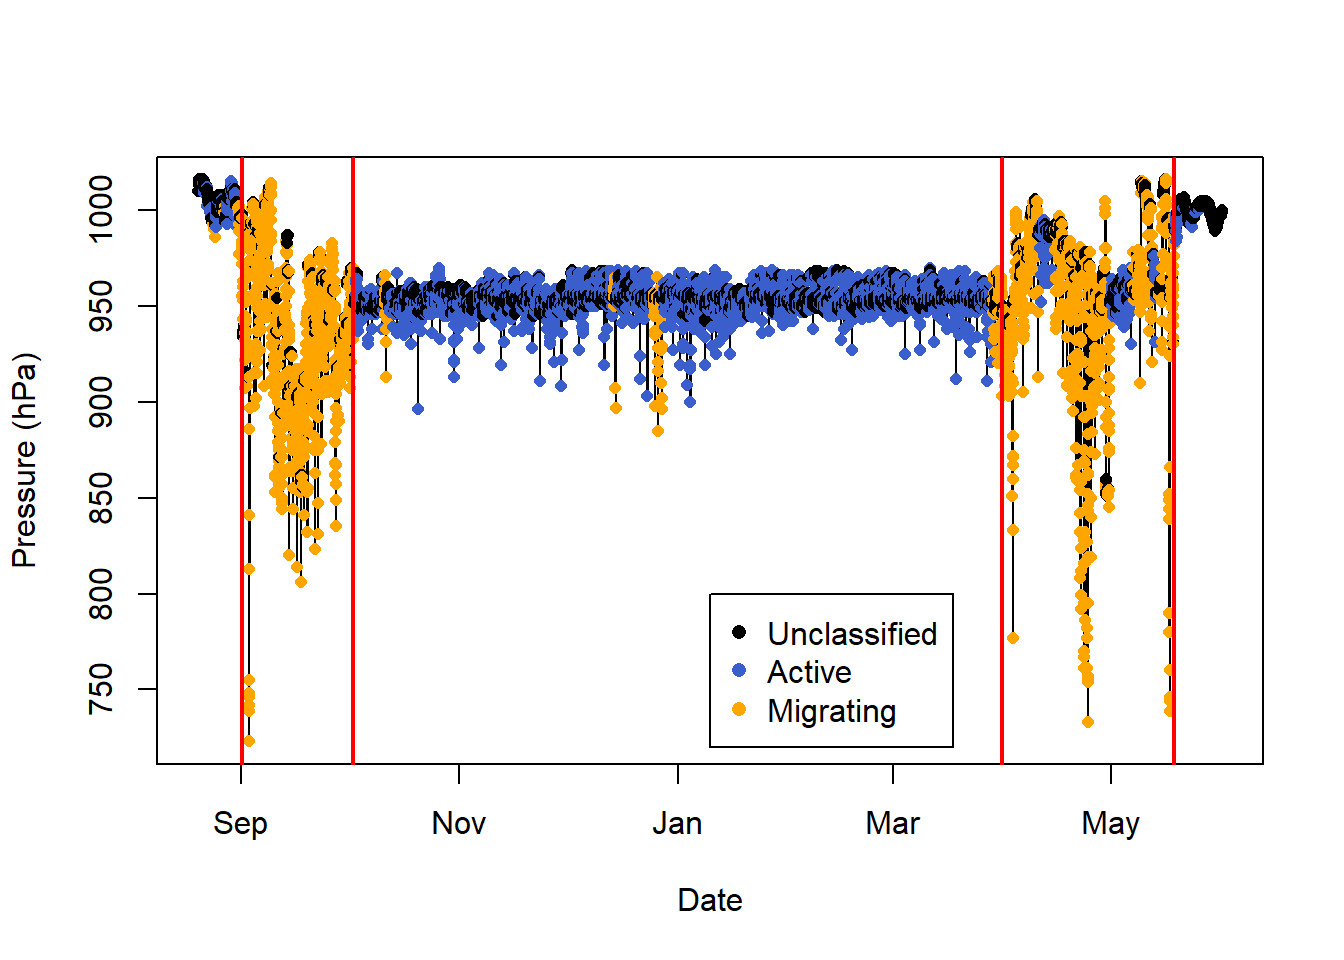 Pressure (hPa)
1000
950
900
850
800
750
Unclassified
Active
Migrating
Sep
Nov
Jan
Mar
May
Date